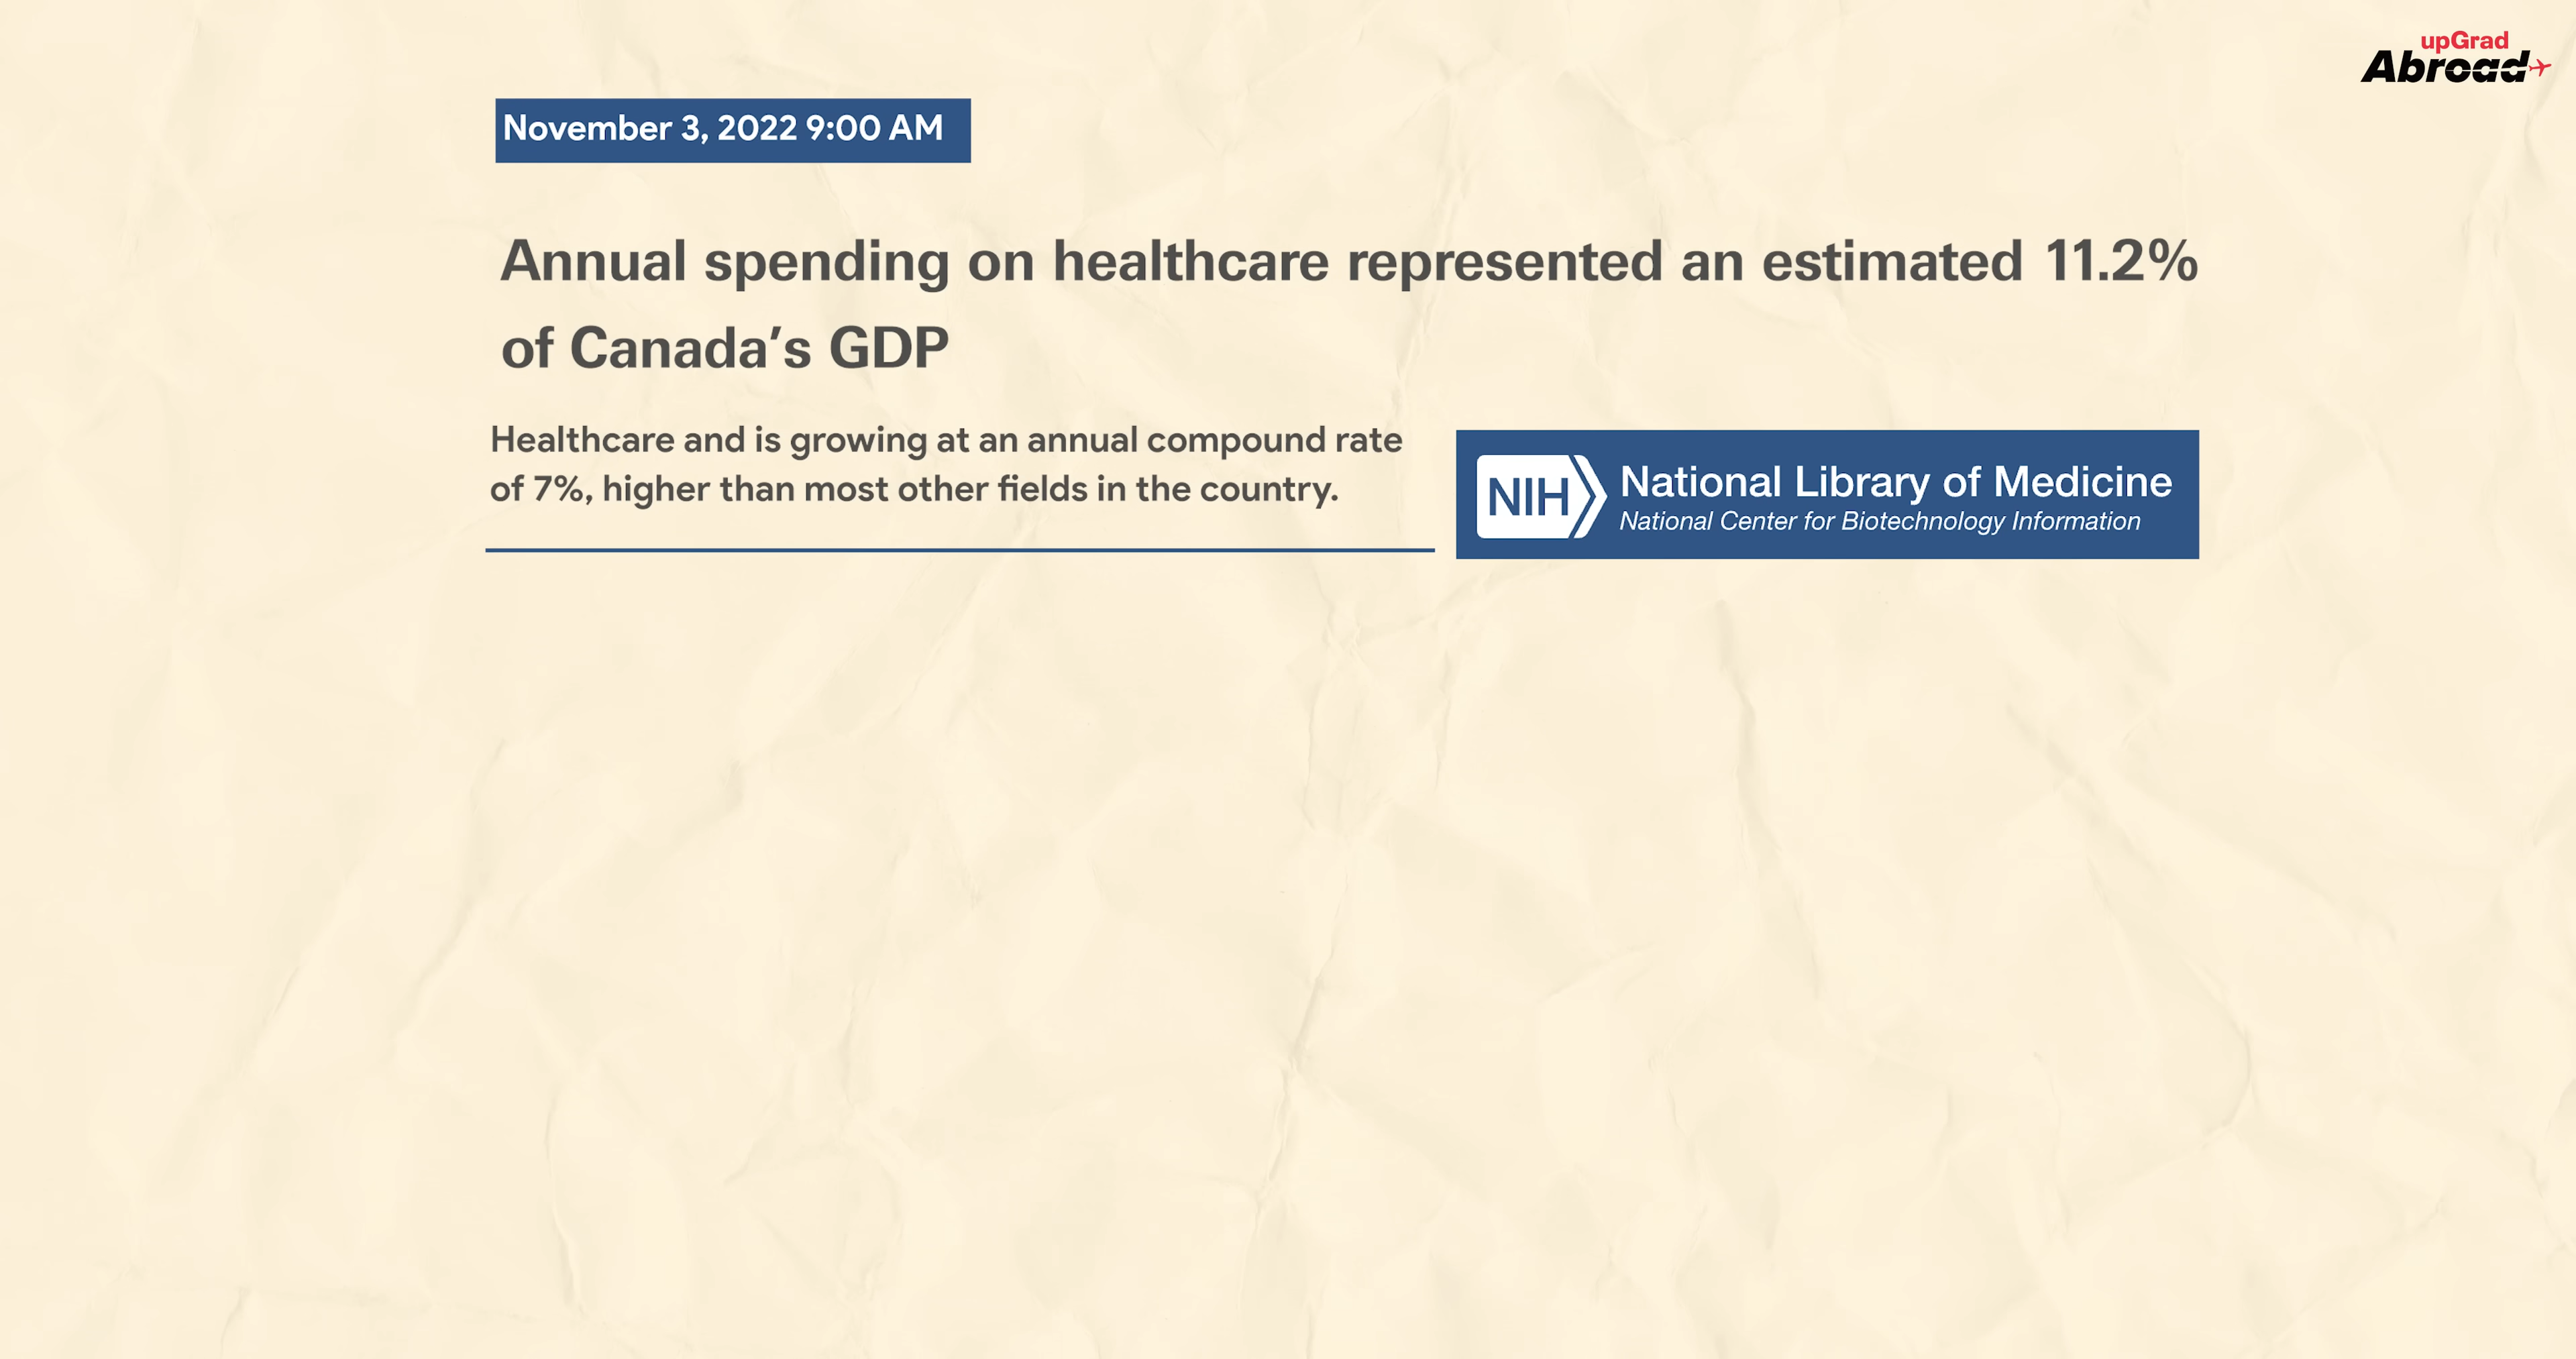 upGrad
Abroad
November 3, 2022 9:00 AM
Annual spending on healthcare represented an estimated 11.2%
of Canada’s GDP
Healthcare and is growing at an annual compound rate
of 7%, higher than most other fields in the country.
NIH National Library of Medicine
National Center for Biotechnology Information